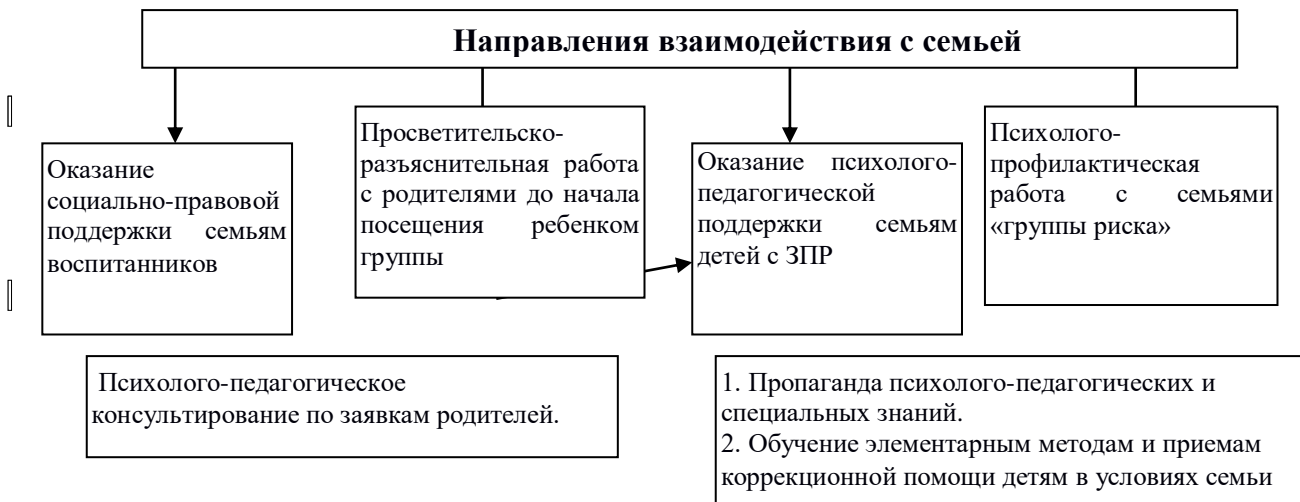 Направления взаимодействия с семьей
Оказание
социально-правовой
поддержки семьям
воспитанников
Просветительско-
разъяснительная работа
с родителями до начала
посещения ребенком
группы
Оказание психолого-
педагогической
поддержки семьям
детей с ЗПР
Психолого-
профилактическая
работа с семьями
«группы риска»
Психолого-педагогическое
консультирование по заявкам родителей.
1. Пропаганда психолого-педагогических и
специальных знаний.
2. Обучение элементарным методам и приемам
коррекционной помощи детям в условиях семьи